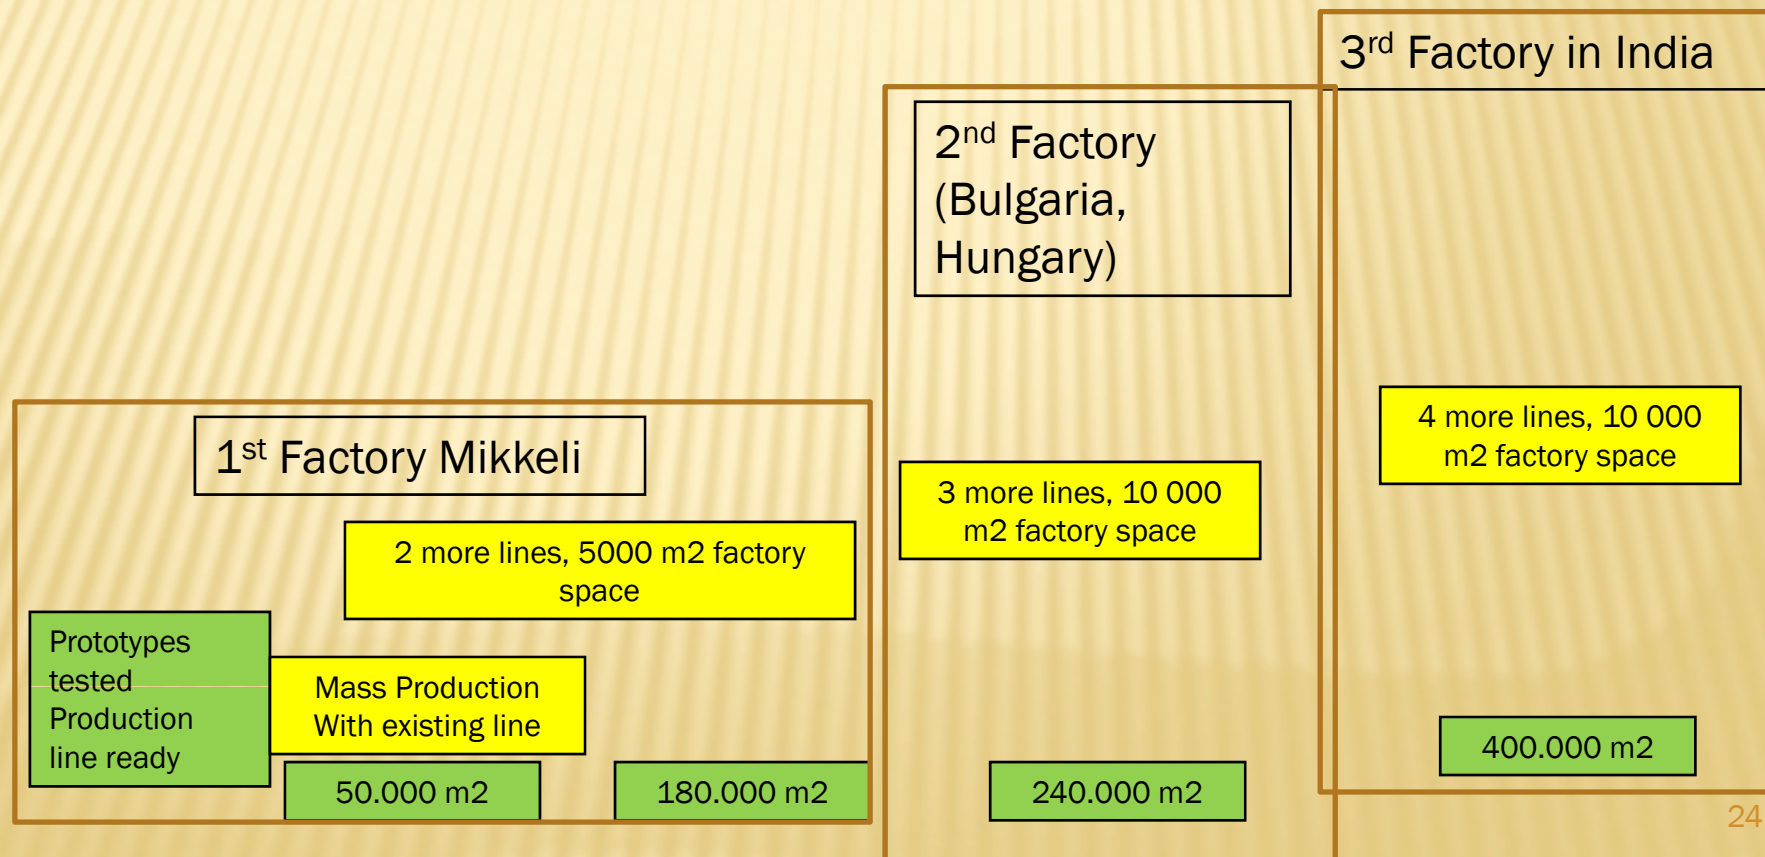 3rd Factory in India
2nd Factory
(Bulgaria,
Hungary)
1st Factory Mikkeli
4 more lines, 10 000
m2 factory space
3 more lines, 10 000
m2 factory space
2 more lines, 5000 m2 factory
space
Prototypes
tested
Production
line ready
Mass Production
With existing line
50.000 m2
180.000 m2
240.000 m2
400.000 m2
24